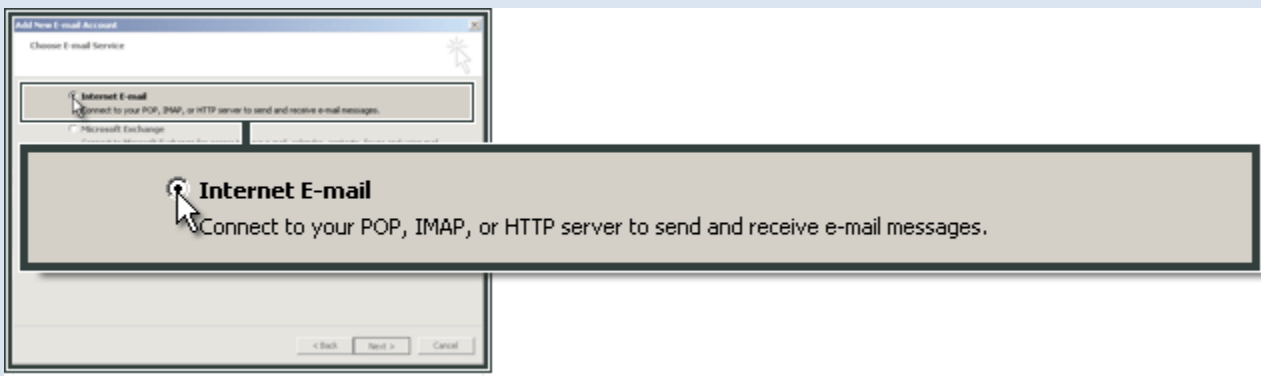 Add New E-mail Account
Choose E-mail Service
Internet E-mail
Connect to your POP, IMAP, or HTTP server to send and receive e-mail messages.
Microsoft Exchange
Internet E-mail
Connect to your POP, IMAP, or HTTP server to send and receive e-mail messages.
< Back Next > Cancel